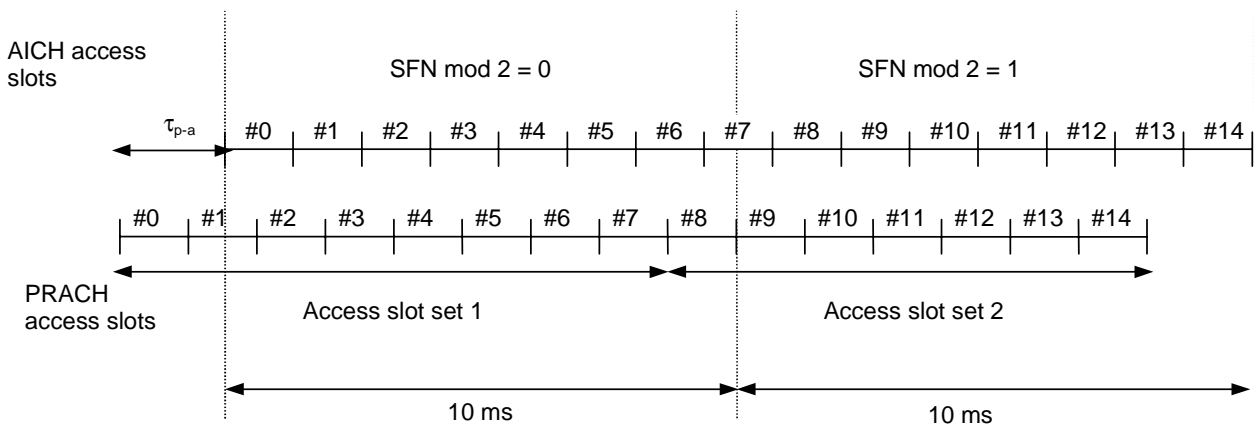 AICH access
slots
SFN mod 2 = 0
SFN mod 2 = 1
τp-a
#0 #1 #2 #3 #4 #5 #6 #7 #8 #9 #10 #11 #12 #13 #14
#0 #1 #2 #3 #4 #5 #6 #7 #8 #9 #10 #11 #12 #13 #14
PRACH
access slots
Access slot set 1
Access slot set 2
10 ms
10 ms